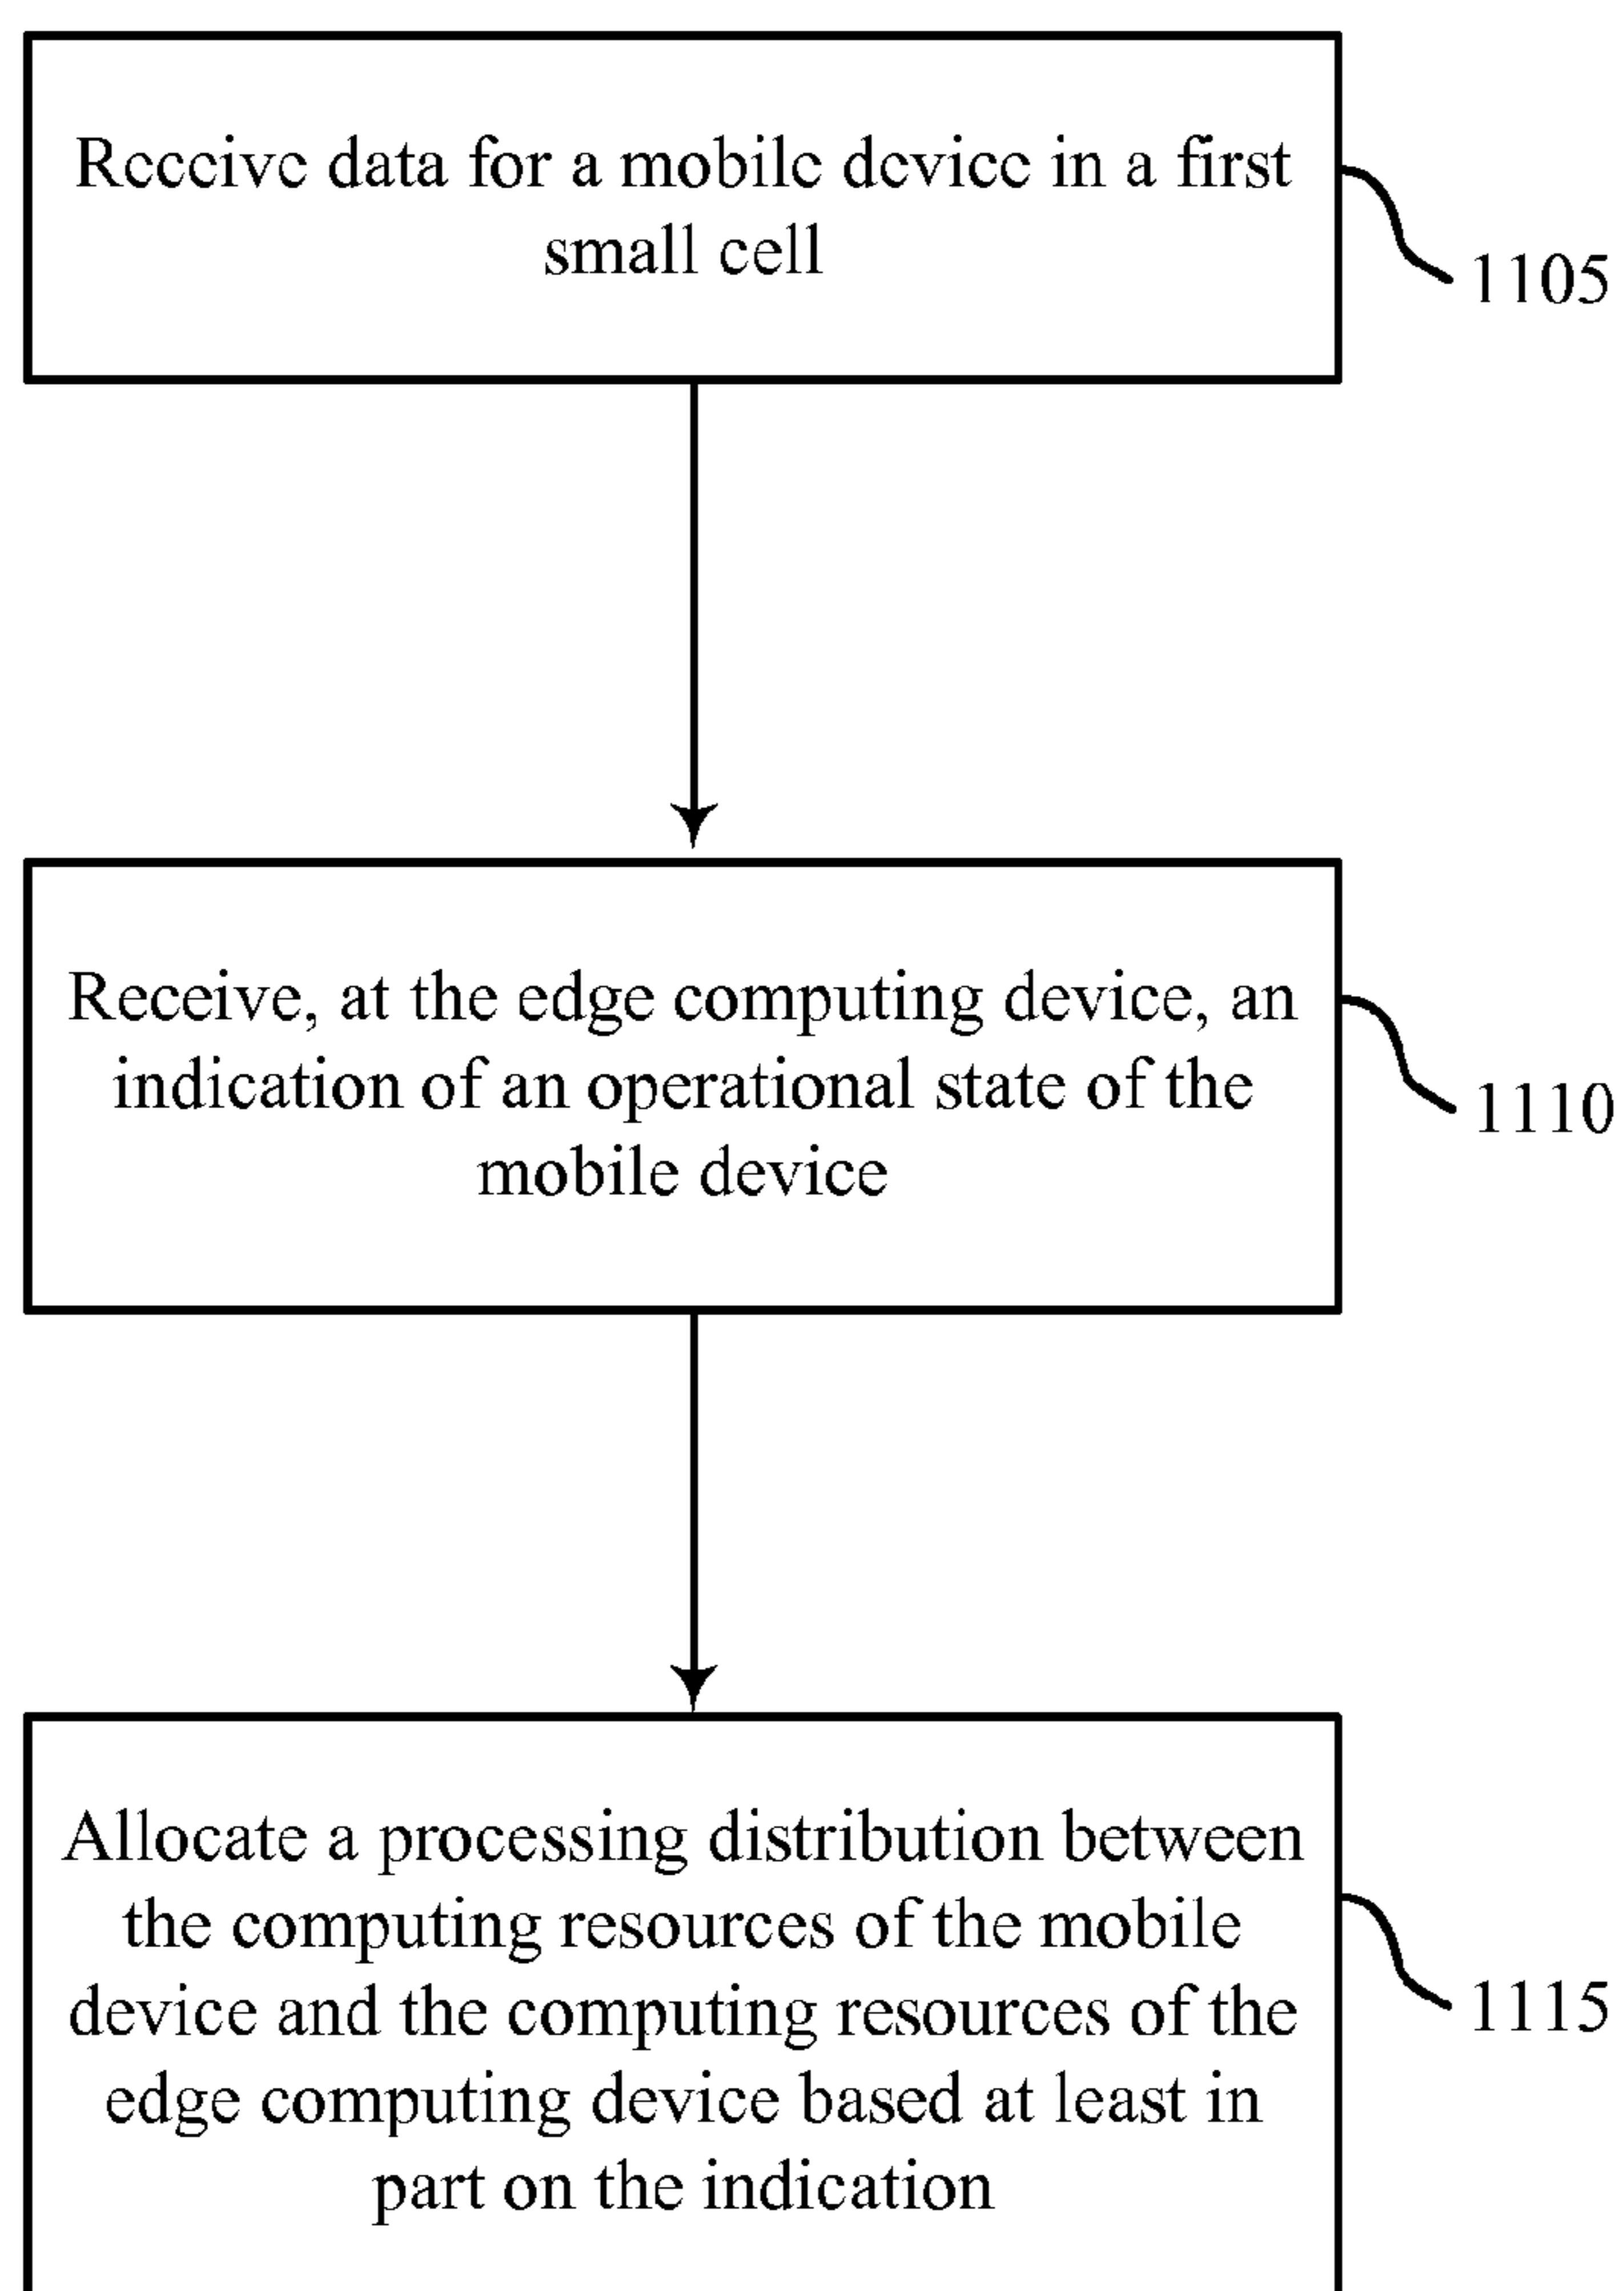 Receive data for a mobile device in a first
small cell
1105
Receive, at the edge computing device, an
indication of an operational state of the
mobile device
1110
Allocate a processing distribution between
the computing resources of the mobile
device and the computing resources of the
edge computing device based at least in
part on the indication
1115